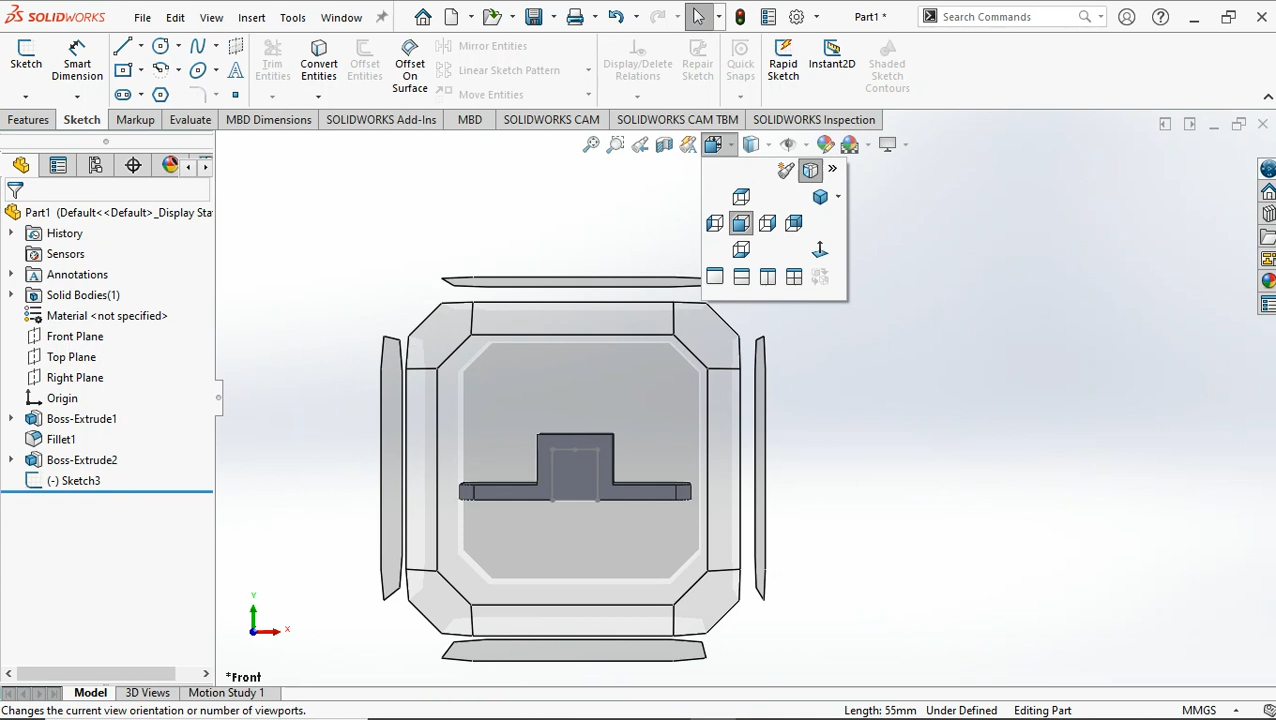 SOLIDWORKS File Edit View Insert Tools Window Part1 * Search Commands
Sketch Smart Dimension Trim Entities Convert Entities Offset Entities Offset On Surface Mirror Entities Linear Sketch Pattern Move Entities Display/Delete Relations Repair Sketch Quick Snaps Rapid Sketch Instant2D Shaded Sketch Contours
Features Sketch Markup Evaluate MBD Dimensions SOLIDWORKS Add-Ins MBD SOLIDWORKS CAM SOLIDWORKS CAM TBM SOLIDWORKS Inspection
Part1 (Default<<Default>_Display Sta
History
Sensors
Annotations
Solid Bodies(1)
Material <not specified>
Front Plane
Top Plane
Right Plane
Origin
Boss-Extrude1
Fillet1
Boss-Extrude2
(-) Sketch3
Y
X
*Front
Model 3D Views Motion Study 1
Changes the current view orientation or number of viewports. Length: 55mm Under Defined Editing Part MMGS